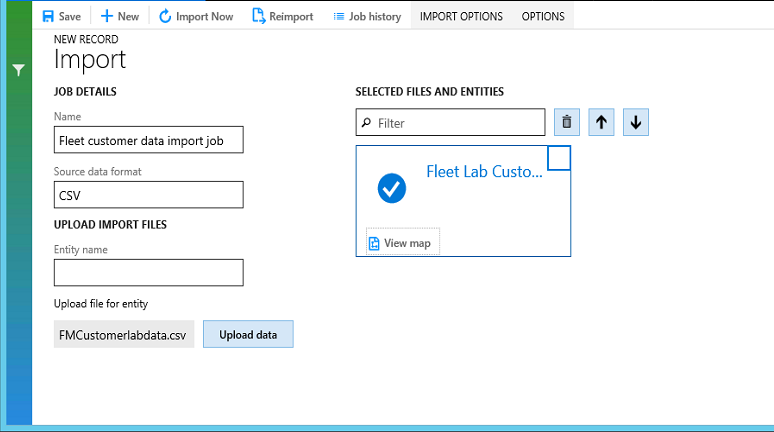 Save New Import Now Reimport Job history IMPORT OPTIONS OPTIONS
NEW RECORD
Import
JOB DETAILS
Name
Fleet customer data import job
Source data format
CSV
UPLOAD IMPORT FILES
Entity name
Upload file for entity
FMCustomerlabdata.csv Upload data
SELECTED FILES AND ENTITIES
Filter
Fleet Lab Custo...
View map